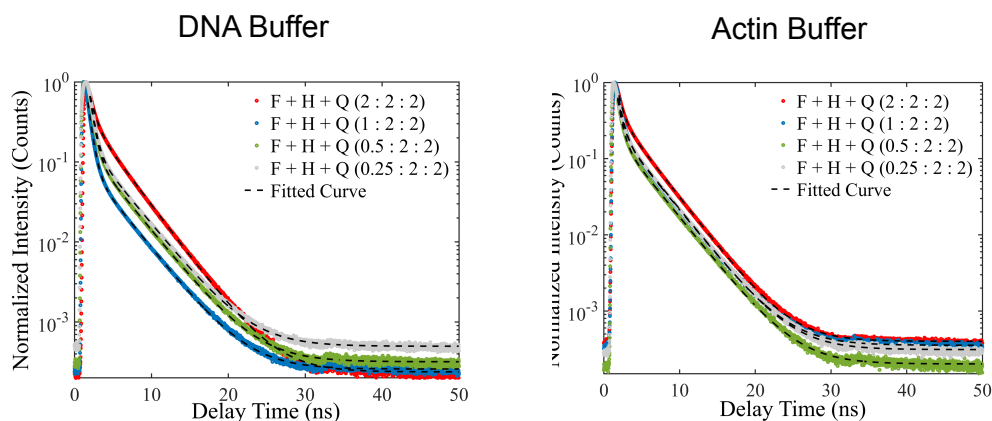 DNA Buffer
Normalized Intensity (Counts)
10^0
10^-1
10^-2
10^-3
F + H + Q (2 : 2 : 2)
F + H + Q (1 : 2 : 2)
F + H + Q (0.5 : 2 : 2)
F + H + Q (0.25 : 2 : 2)
Fitted Curve
0 10 20 30 40 50
Delay Time (ns)
Actin Buffer
Normalized Intensity (Counts)
10^0
10^-1
10^-2
10^-3
F + H + Q (2 : 2 : 2)
F + H + Q (1 : 2 : 2)
F + H + Q (0.5 : 2 : 2)
F + H + Q (0.25 : 2 : 2)
Fitted Curve
0 10 20 30 40 50
Delay Time (ns)